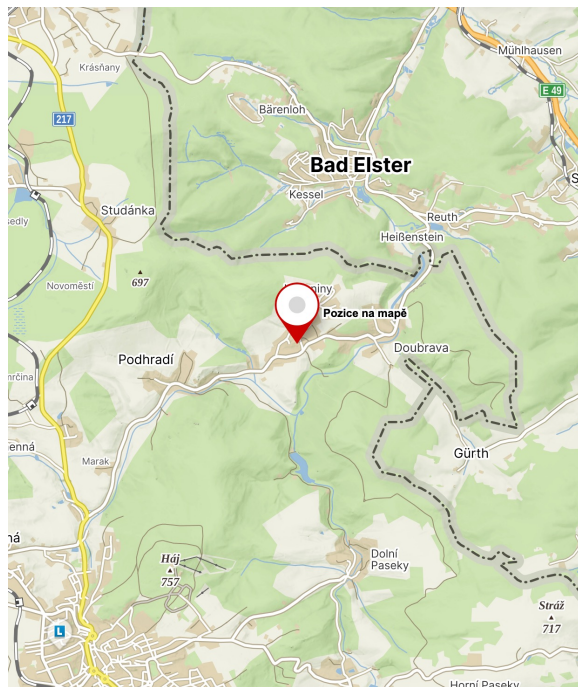 Mühlhausen
Krásňany
E 49
Bärenloh
217
Bad Elster
Kessel
Studánka
Reuth
Heißenstein
697
Novoměstí
Pozice na mapě
Doubrava
Podhradí
Gürth
Marak
Háj
757
Dolní
Paseky
Stráž
717
L
Horní Paseky